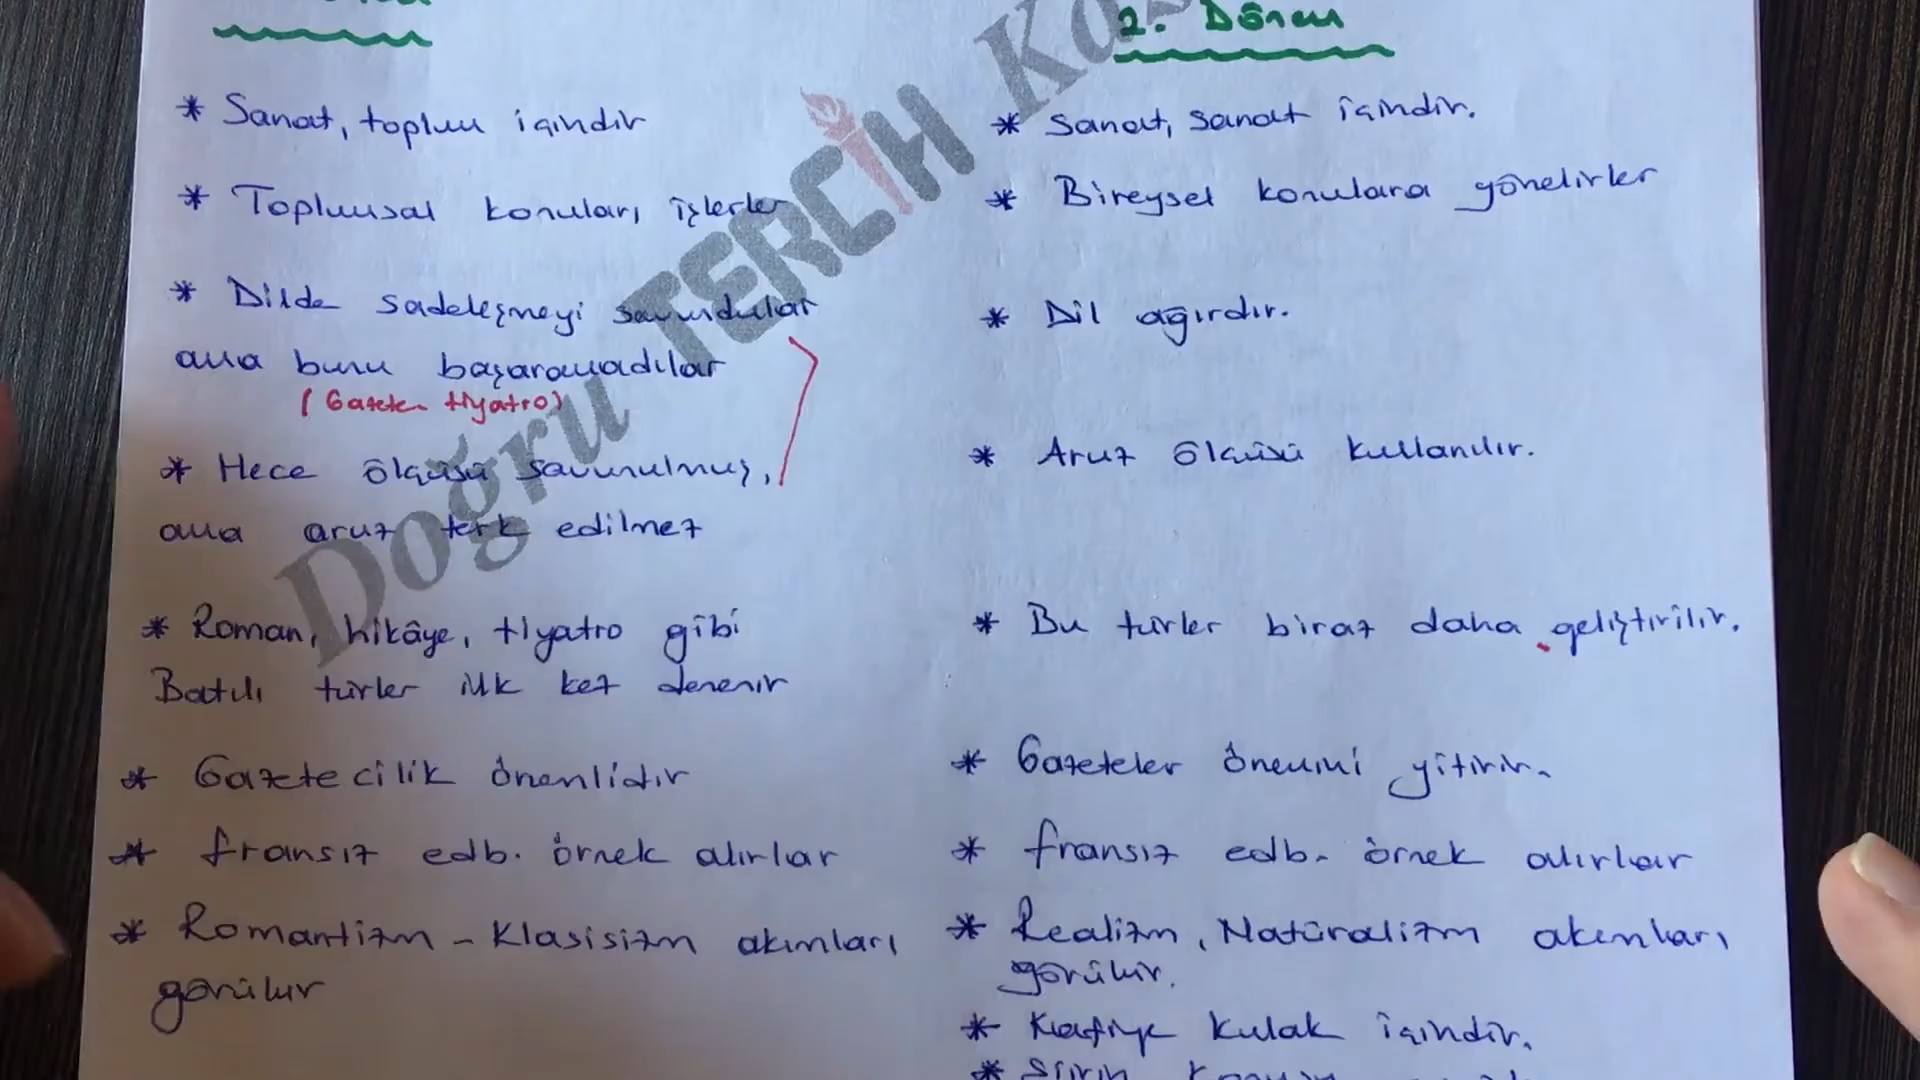 2. Dönem
* Sanat, toplum içindir
* Toplumsal konuları işlerler
* Dilde sadeleşmeyi savundular
ama bunu başaramadılar
(Gazete tiyatro)
* Hece ölçüsü savunulmuş,
ama aruz terk edilmez
* Roman, hikâye, tiyatro gibi
Batılı türler ilk kez denenir
* Gazetecilik önemlidir
* Fransız edb. örnek alırlar
* Romantizm - Klasisizm akımları
görülür
* Sanat, sanat içindir.
* Bireysel konulara yönelirler
* Dil ağırdır.
* Aruz ölçüsü kullanılır.
* Bu türler biraz daha geliştirilir.
* Gazeteler önemini yitirir.
* Fransız edb. örnek alırlar
* Realizm, Natüralizm akımları
görülür.
* Kafiye kulak içindir.
* Şiirin
Doğru TERCİH